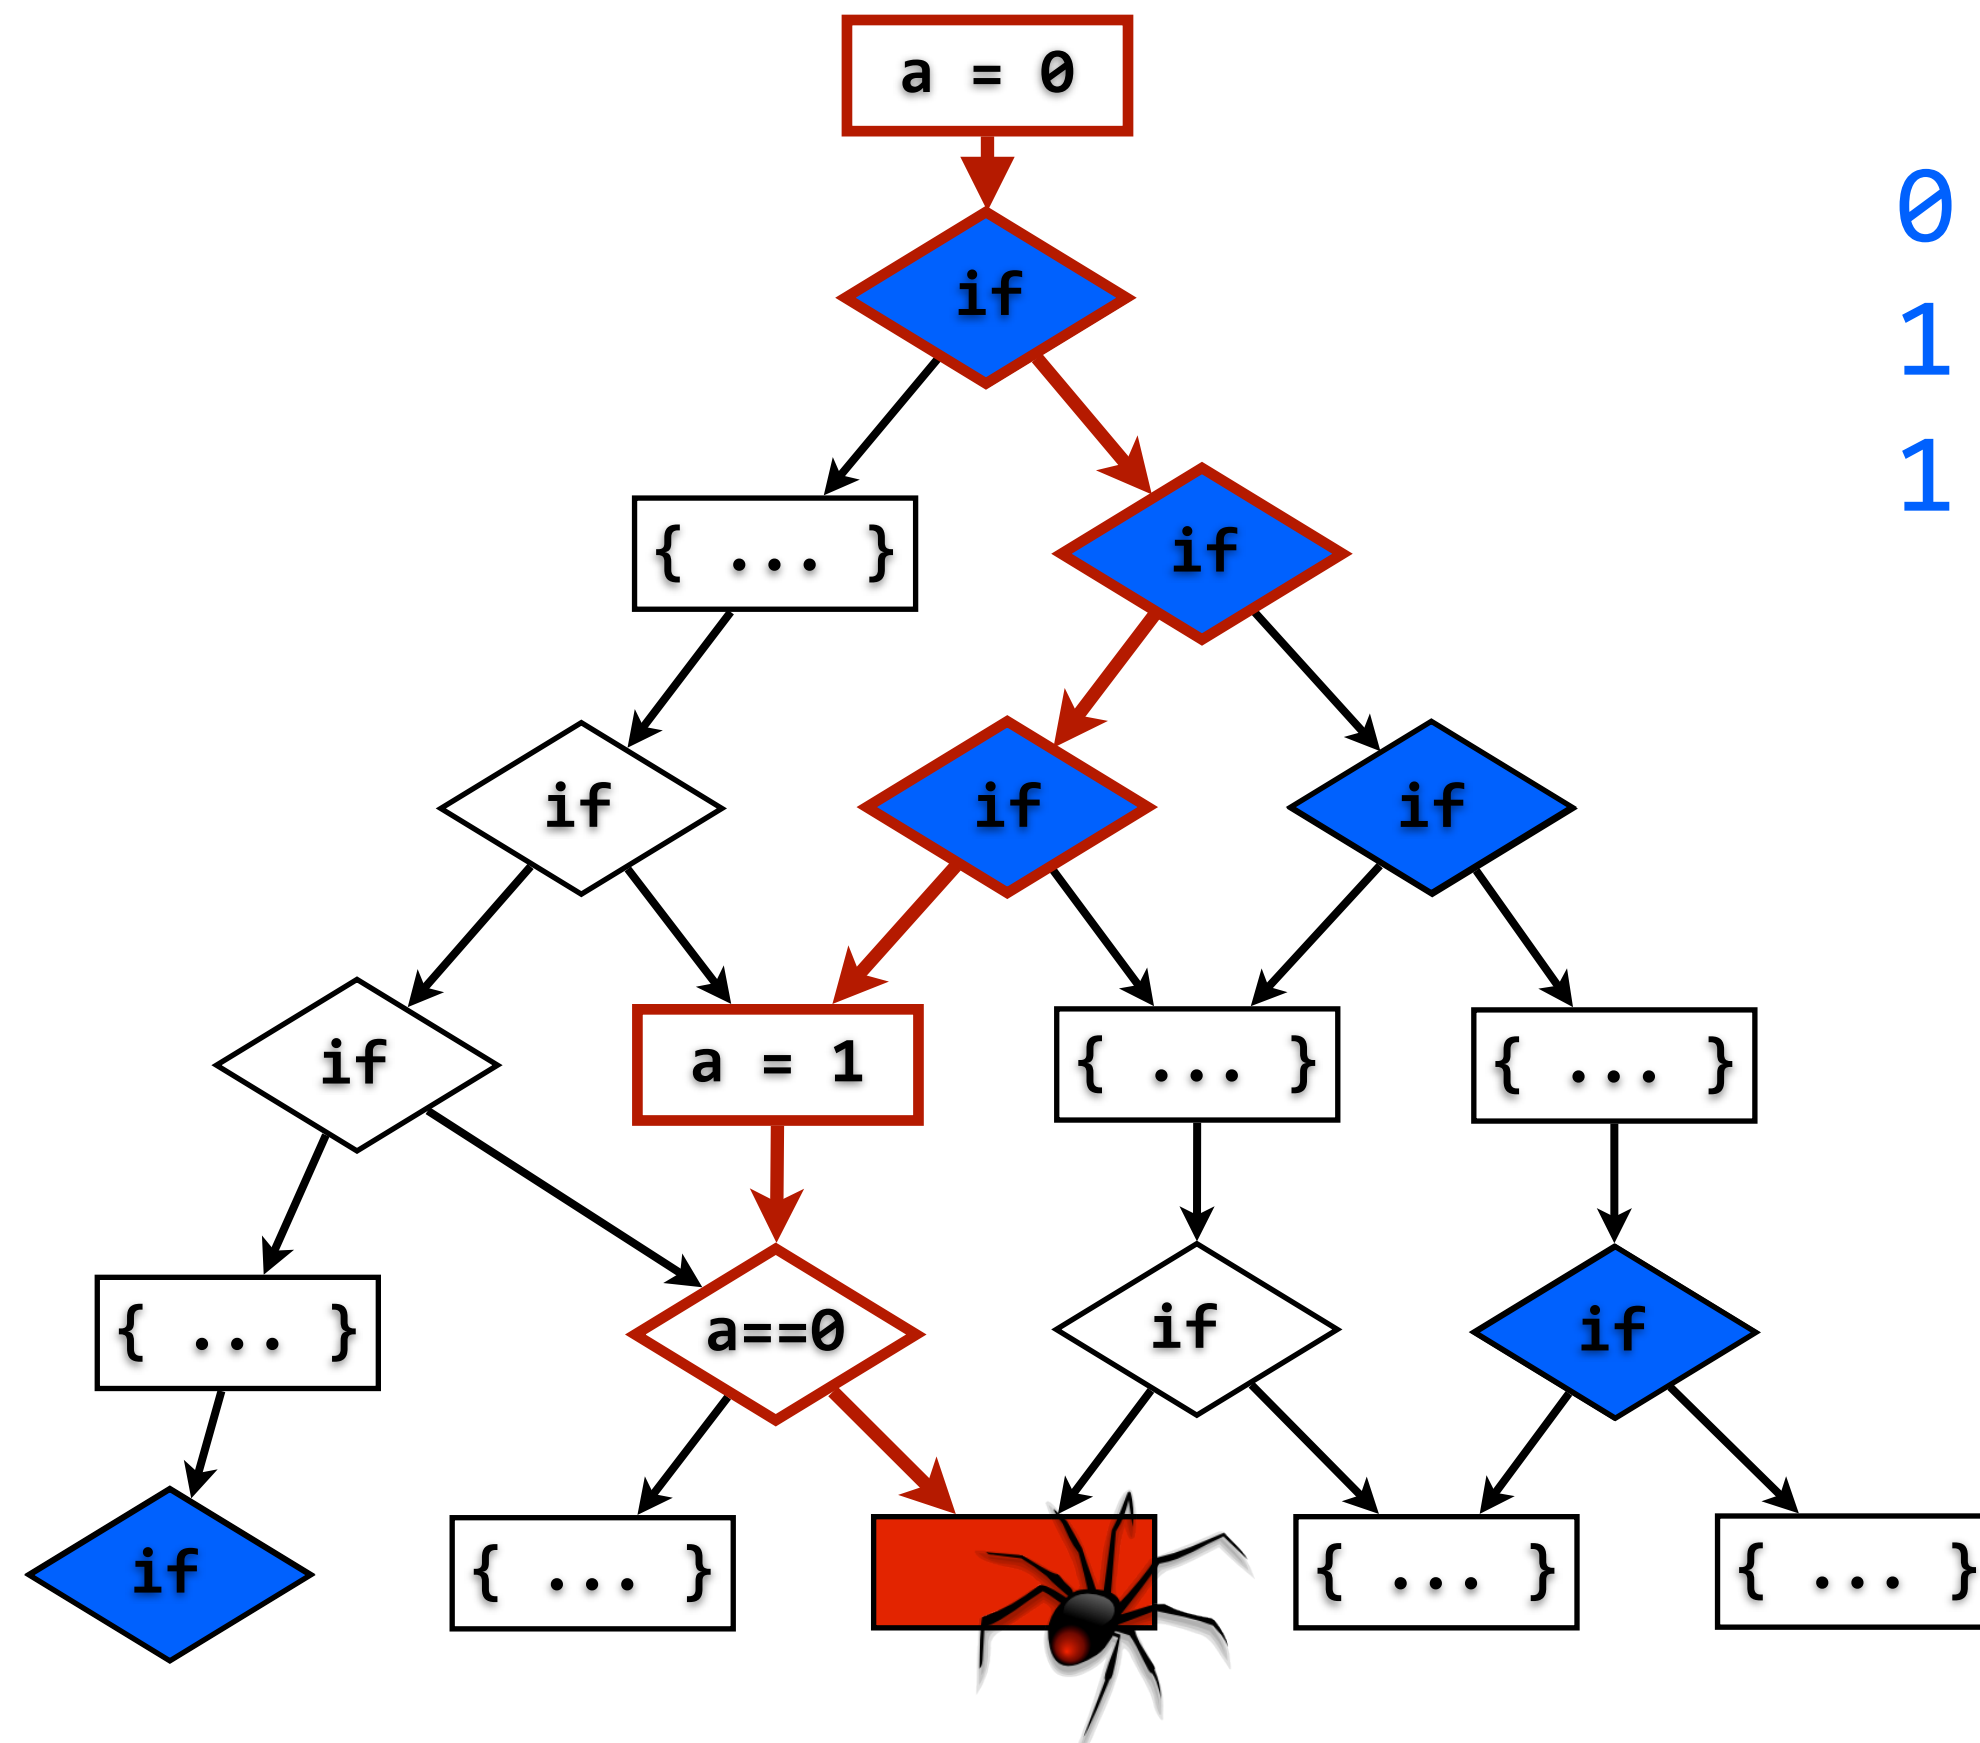 a = 0
0
if
1
1
{ ... }
if
if
if
if
if
a = 1
{ ... }
{ ... }
{ ... }
a==0
if
if
if
{ ... }
{ ... }
{ ... }